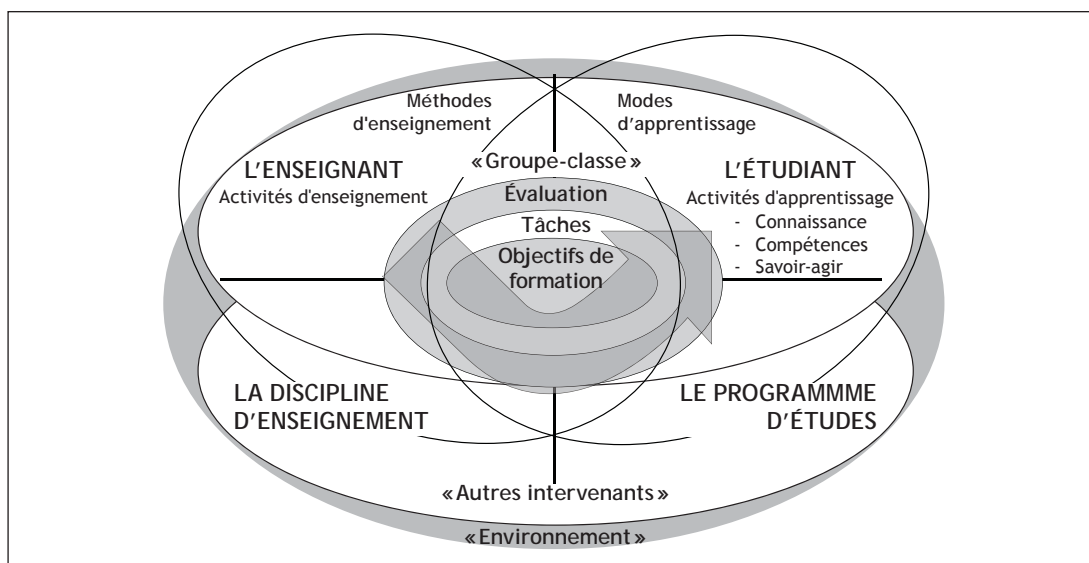 Méthodes
d'enseignement
Modes
d'apprentissage
«Groupe-classe»
L'ENSEIGNANT
Activités d'enseignement
L'ÉTUDIANT
Activités d'apprentissage
- Connaissance
- Compétences
- Savoir-agir
Évaluation
Tâches
Objectifs de
formation
LA DISCIPLINE
D'ENSEIGNEMENT
LE PROGRAMMME
D'ÉTUDES
«Autres intervenants»
«Environnement»